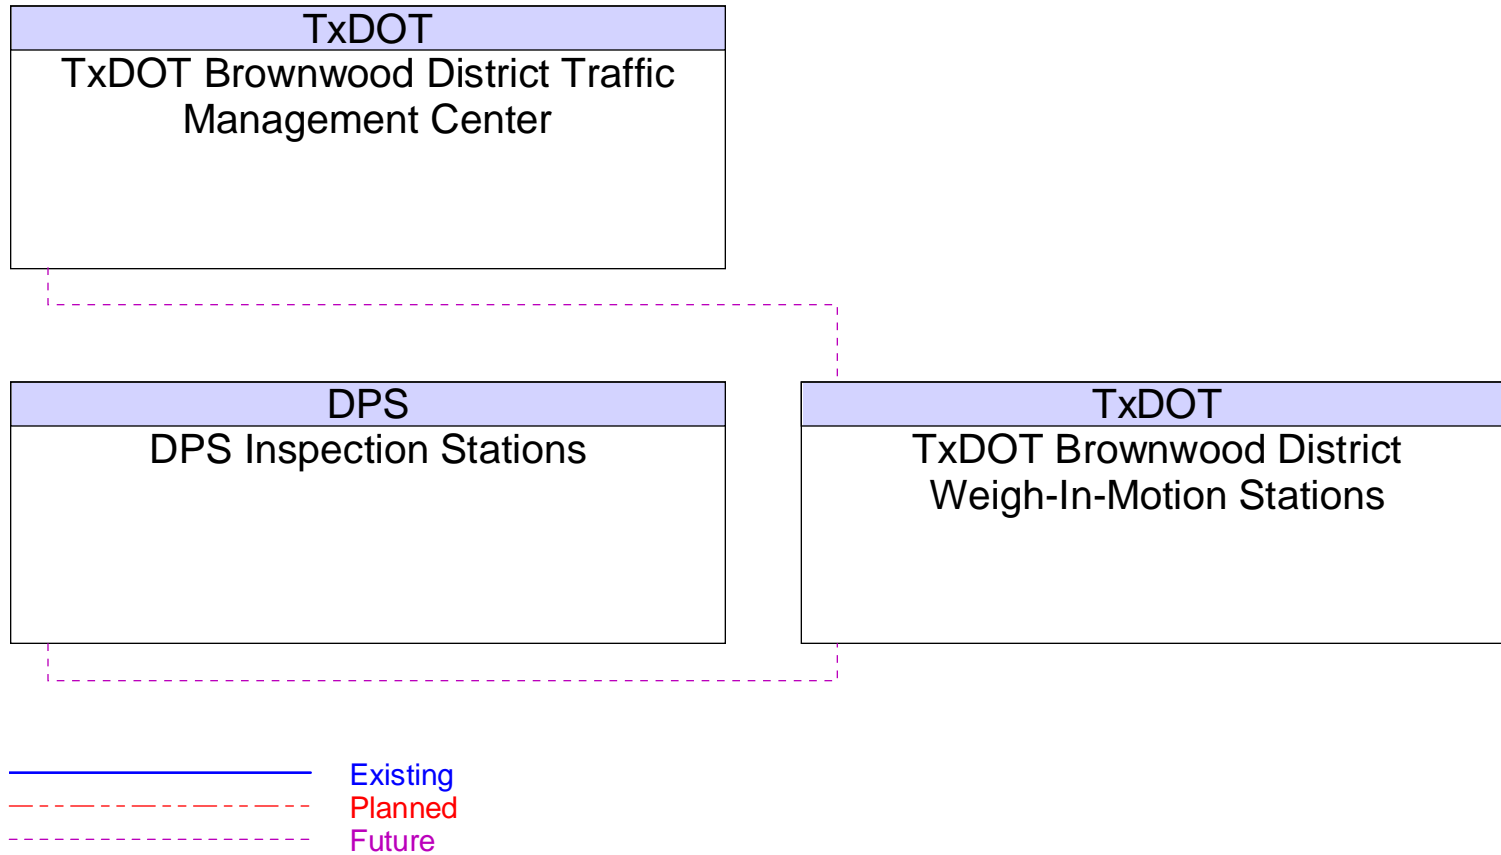 TxDOT
TxDOT Brownwood District Traffic
Management Center
DPS
DPS Inspection Stations
TxDOT
TxDOT Brownwood District
Weigh-In-Motion Stations
Existing
Planned
Future